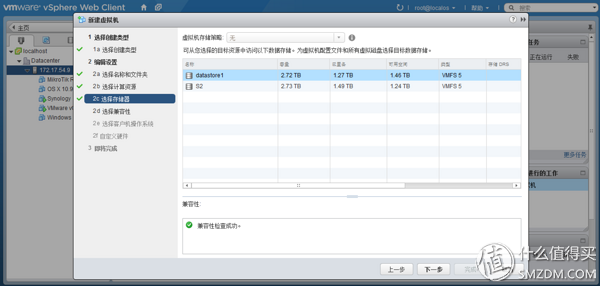 vmware® vSphere Web Client
root@localos
帮助
搜索
主页
localhost
Datacenter
172.17.54.9
MikroTik R
OS X 10.9
Synology
VMware v
Windows
新建虚拟机
1 选择创建类型
1a 选择创建类型
2 编辑设置
2a 选择名称和文件夹
2b 选择计算资源
2c 选择存储器
2d 选择兼容性
2e 选择客户机操作系统
2f 自定义硬件
3 即将完成
虚拟机存储策略: 无
可从您选择的目标资源中访问以下数据存储。为虚拟机配置文件和所有虚拟磁盘选择目标数据存储。
名称 容量 已置备 可用空间 类型 存储 DRS
datastore1 2.72 TB 1.27 TB 1.46 TB VMFS 5
S2 2.73 TB 1.49 TB 1.24 TB VMFS 5
兼容性:
兼容性检查成功。
上一步 下一步 完成
任务
正在运行 失败
更多任务
进行的工作
机
值 什么值得买
SMZDM.COM